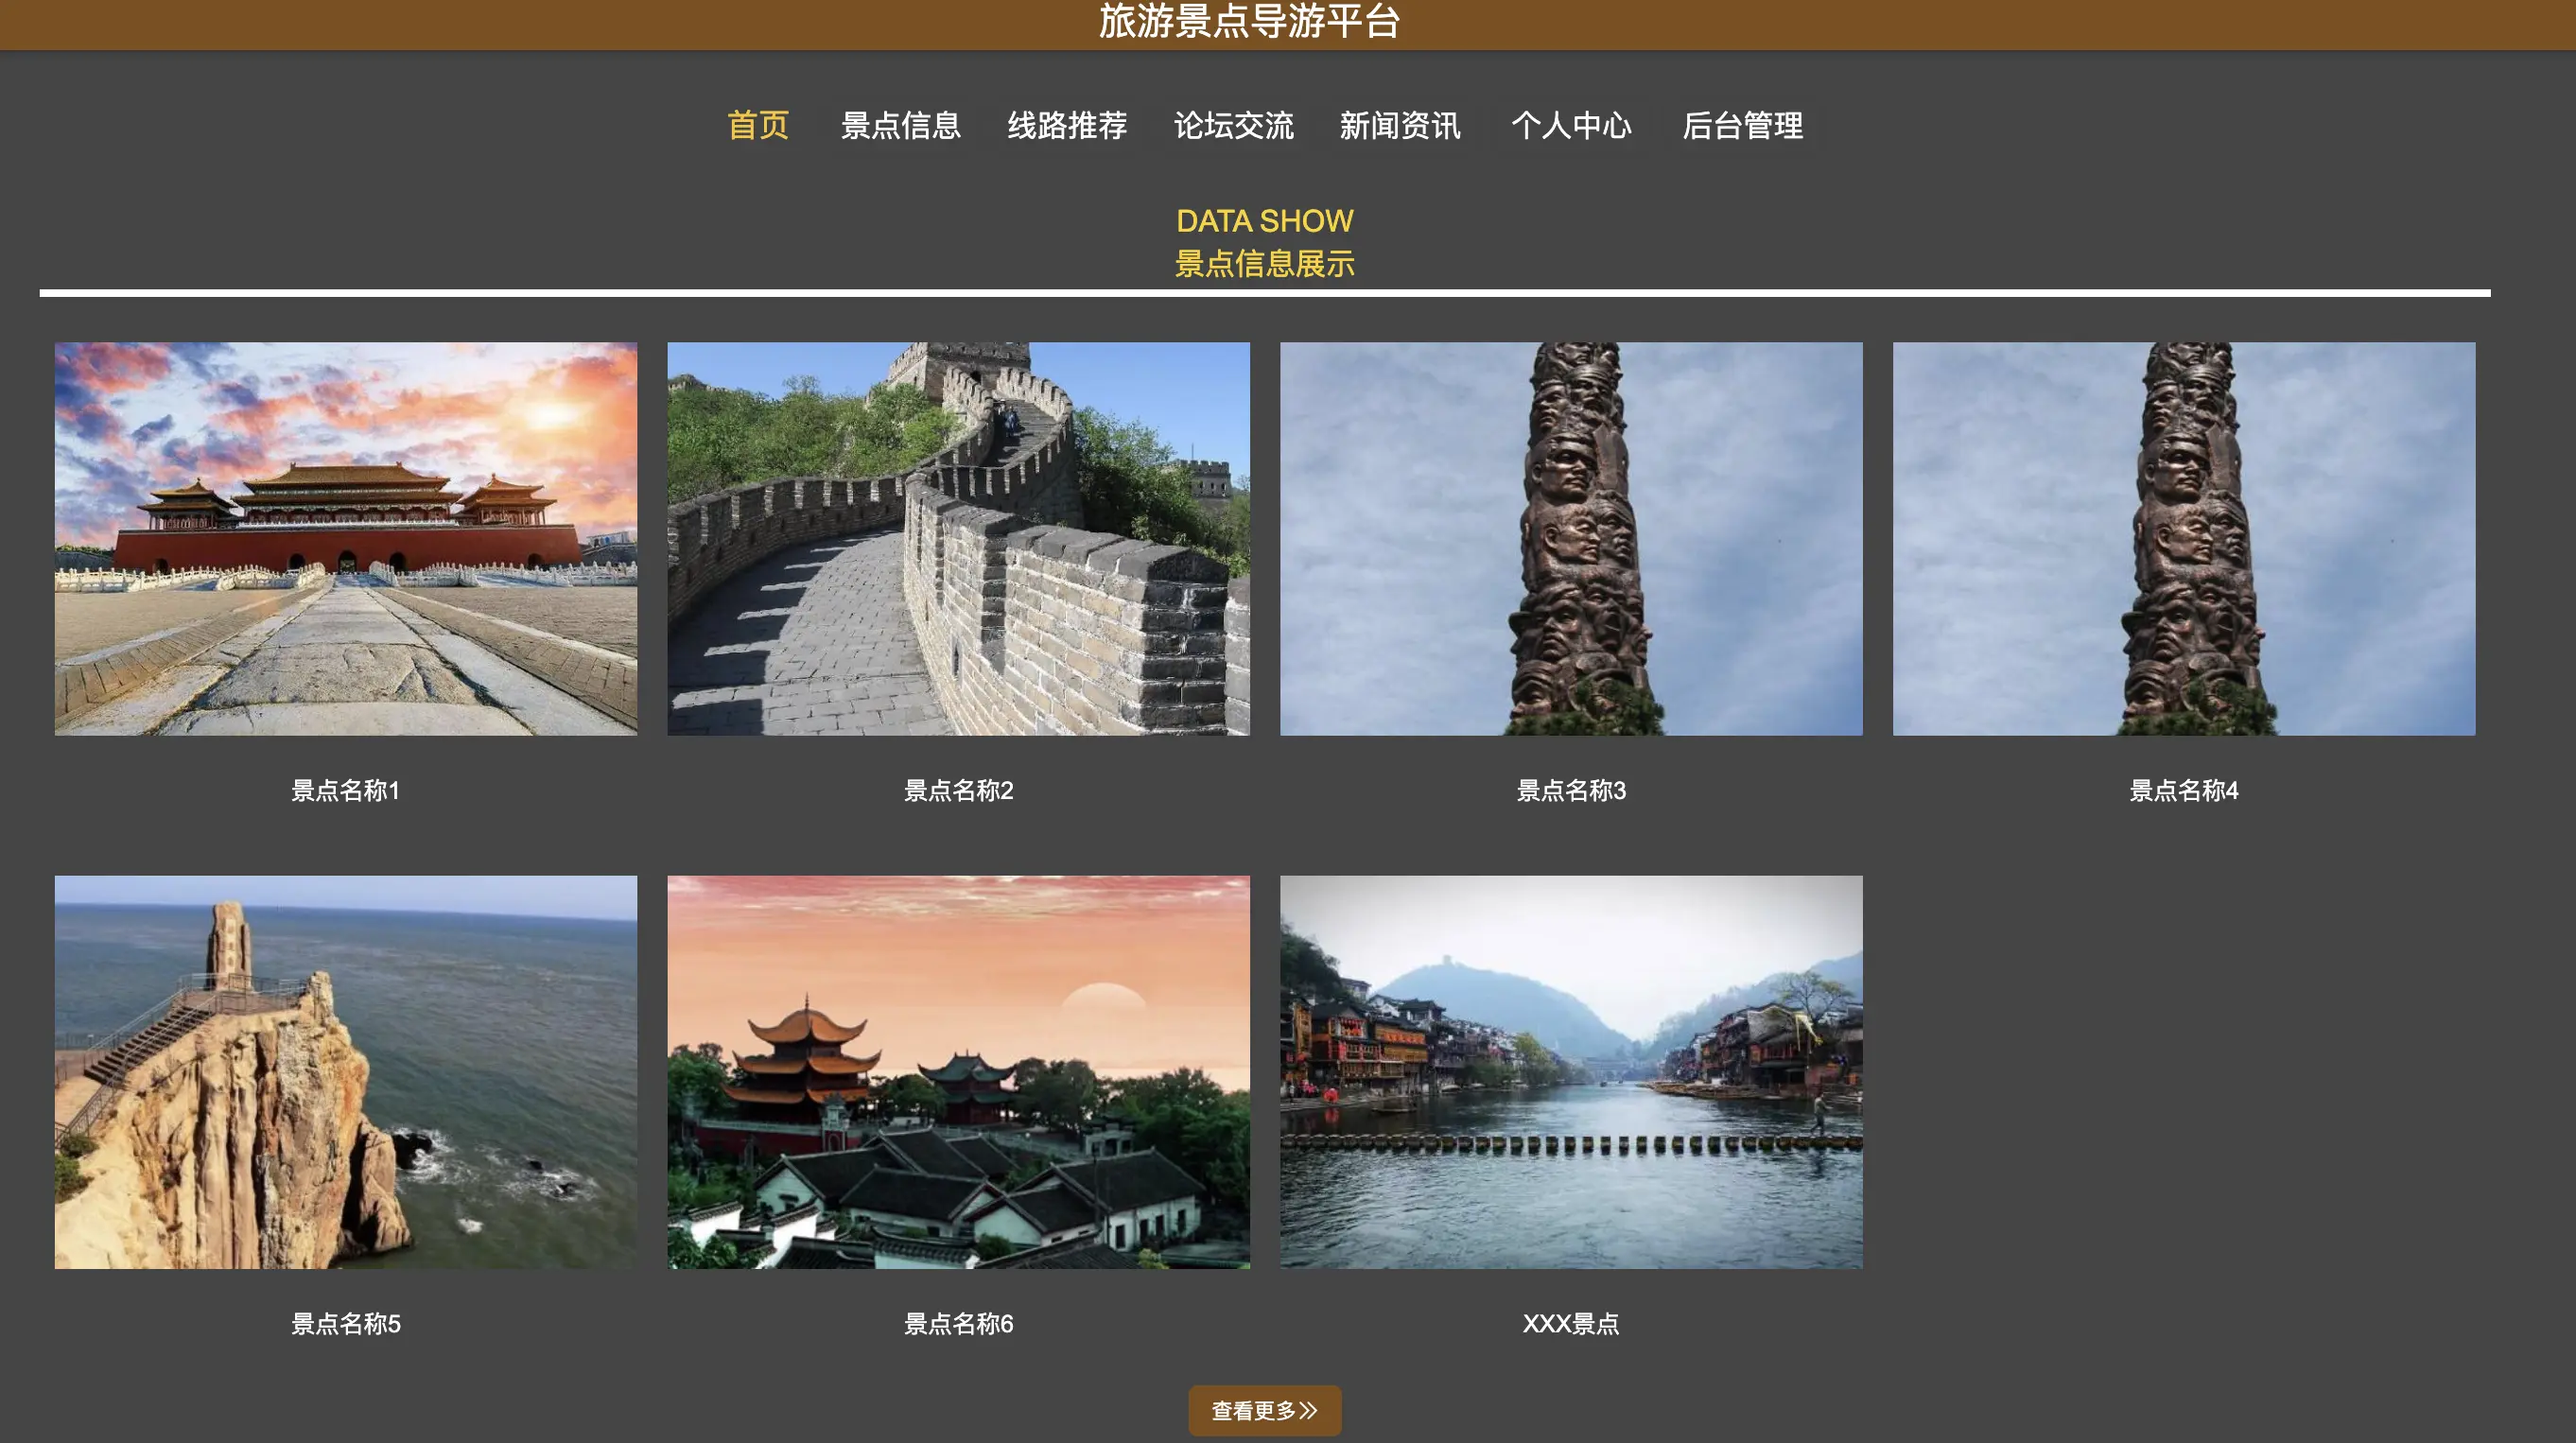 旅游景点导游平台
首页 景点信息 线路推荐 论坛交流 新闻资讯 个人中心 后台管理
DATA SHOW
景点信息展示
景点名称1 景点名称2 景点名称3 景点名称4
景点名称5 景点名称6 XXX景点
查看更多